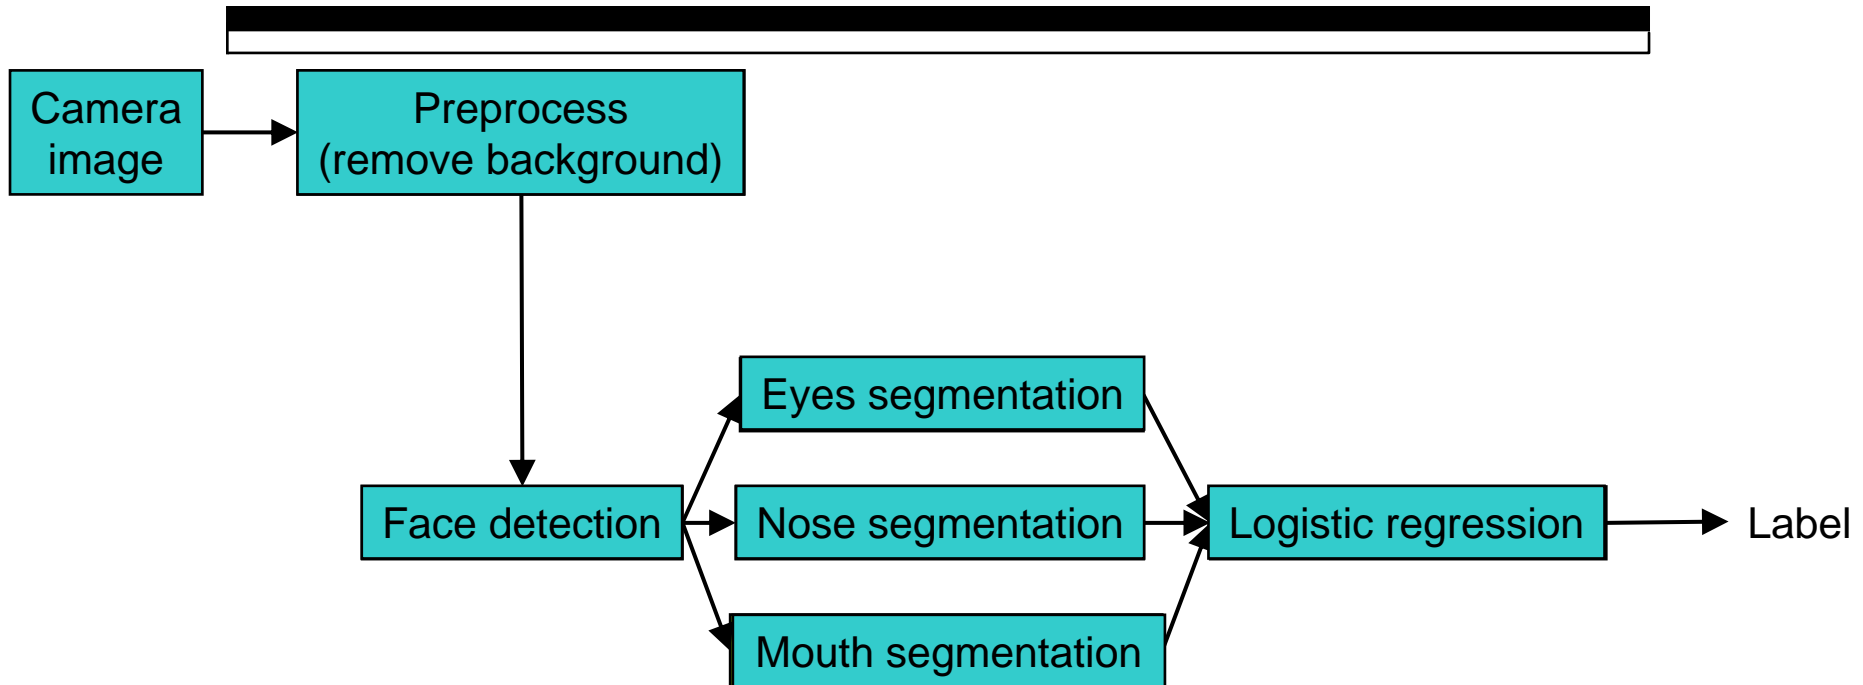 Camera
image
Preprocess
(remove background)
Eyes segmentation
Face detection
Nose segmentation
Logistic regression
Label
Mouth segmentation